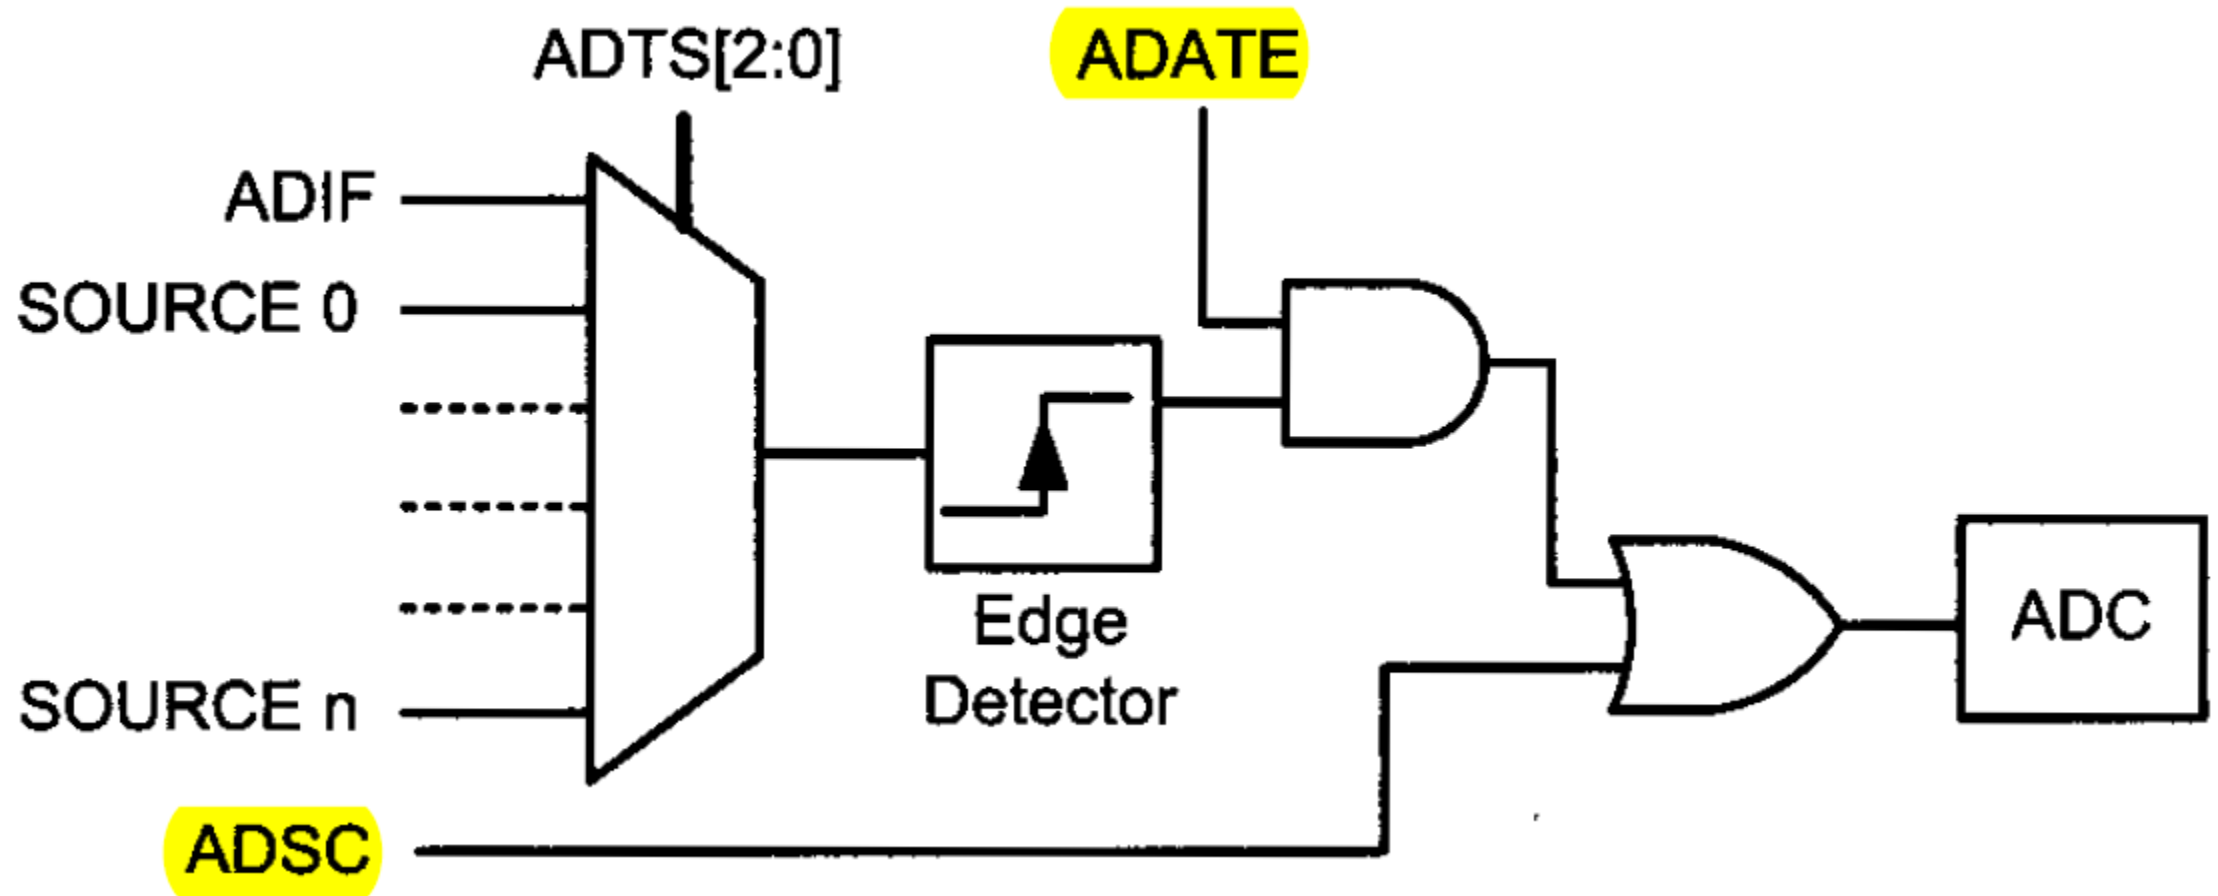 ADTS[2:0]
ADATE
ADIF
SOURCE 0
Edge
Detector
ADC
SOURCE n
ADSC